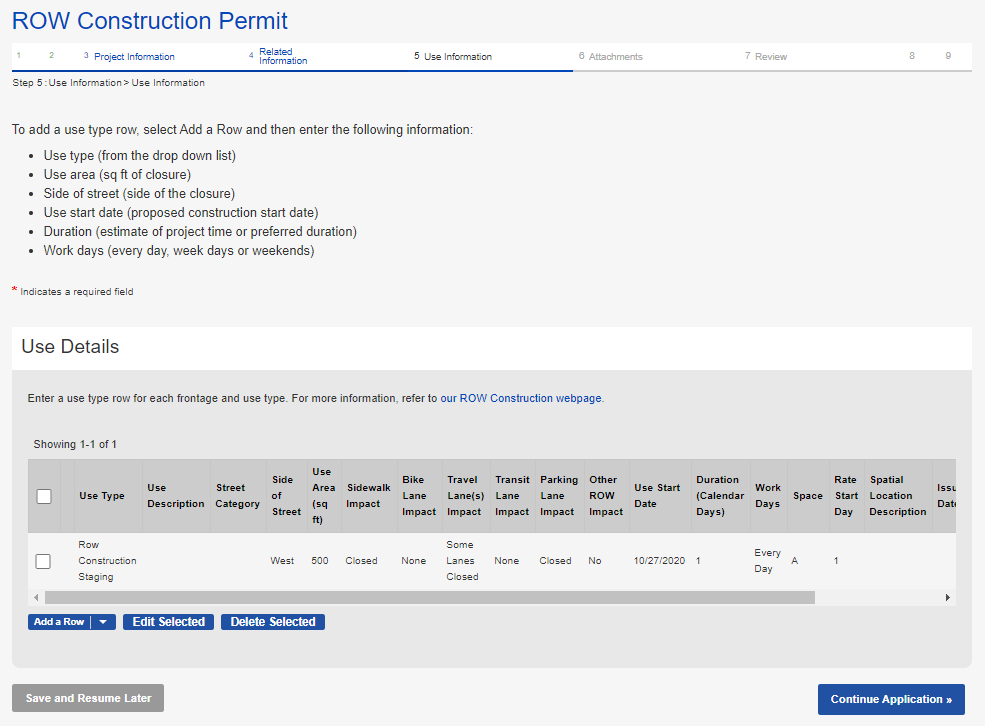 ROW Construction Permit
1 2 3 Project Information 4 Related Information 5 Use Information 6 Attachments 7 Review 8 9
Step 5 : Use Information > Use Information
To add a use type row, select Add a Row and then enter the following information:
• Use type (from the drop down list)
• Use area (sq ft of closure)
• Side of street (side of the closure)
• Use start date (proposed construction start date)
• Duration (estimate of project time or preferred duration)
• Work days (every day, week days or weekends)
* Indicates a required field
Use Details
Enter a use type row for each frontage and use type. For more information, refer to our ROW Construction webpage.
Showing 1-1 of 1
Use Type Use Description Street Category Side of Street Use Area (sq ft) Sidewalk Impact Bike Lane Impact Travel Lane(s) Impact Transit Lane Impact Parking Lane Impact Other ROW Impact Use Start Date Duration (Calendar Days) Work Days Space Rate Start Day Spatial Location Description Issu Date
Row Construction Staging West 500 Closed None Some Lanes Closed None Closed No 10/27/2020 1 Every Day A 1
Add a Row Edit Selected Delete Selected
Save and Resume Later Continue Application »